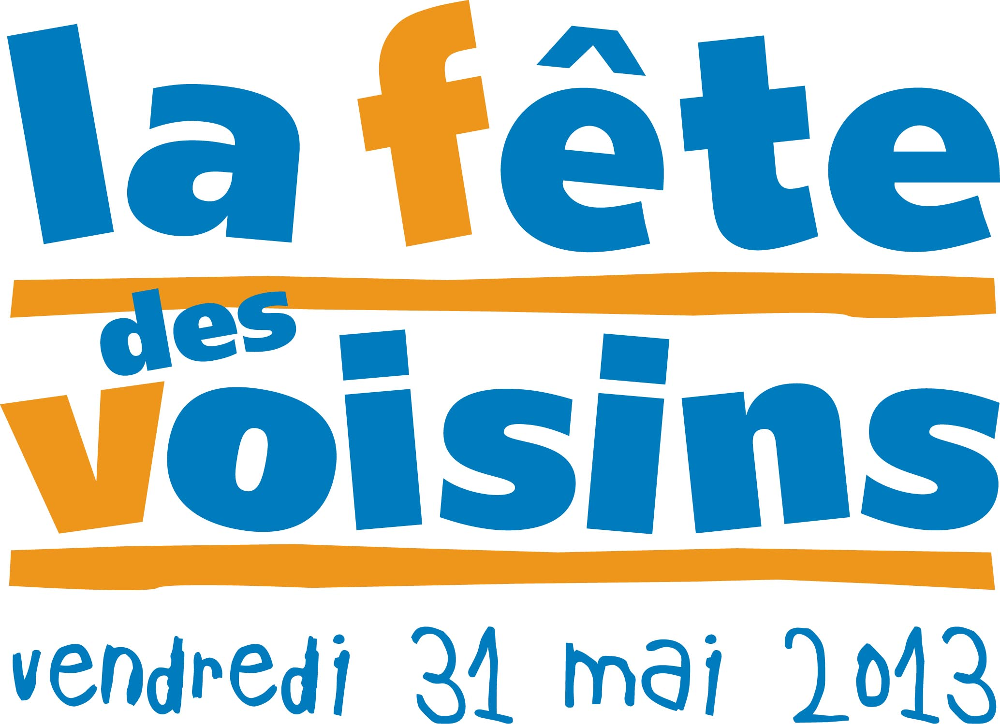 la fête
des
voisins
vendredi 31 mai 2013